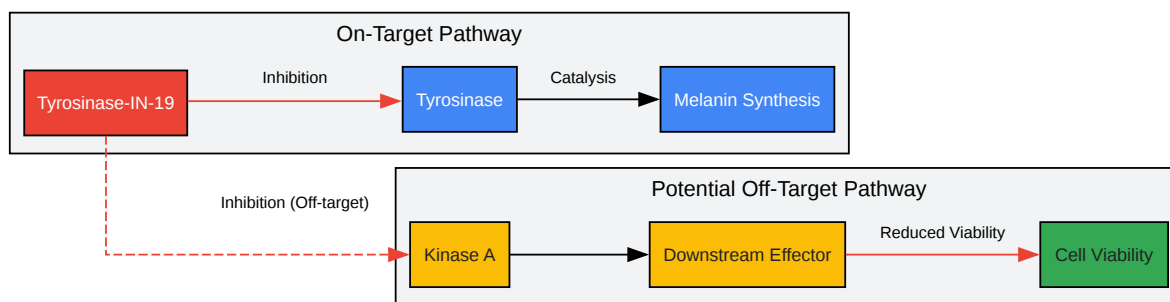 On-Target Pathway
Inhibition
Catalysis
Tyrosinase-IN-19
Tyrosinase
Melanin Synthesis
Potential Off-Target Pathway
Inhibition (Off-target)
Reduced Viability
Kinase A
Downstream Effector
Cell Viability